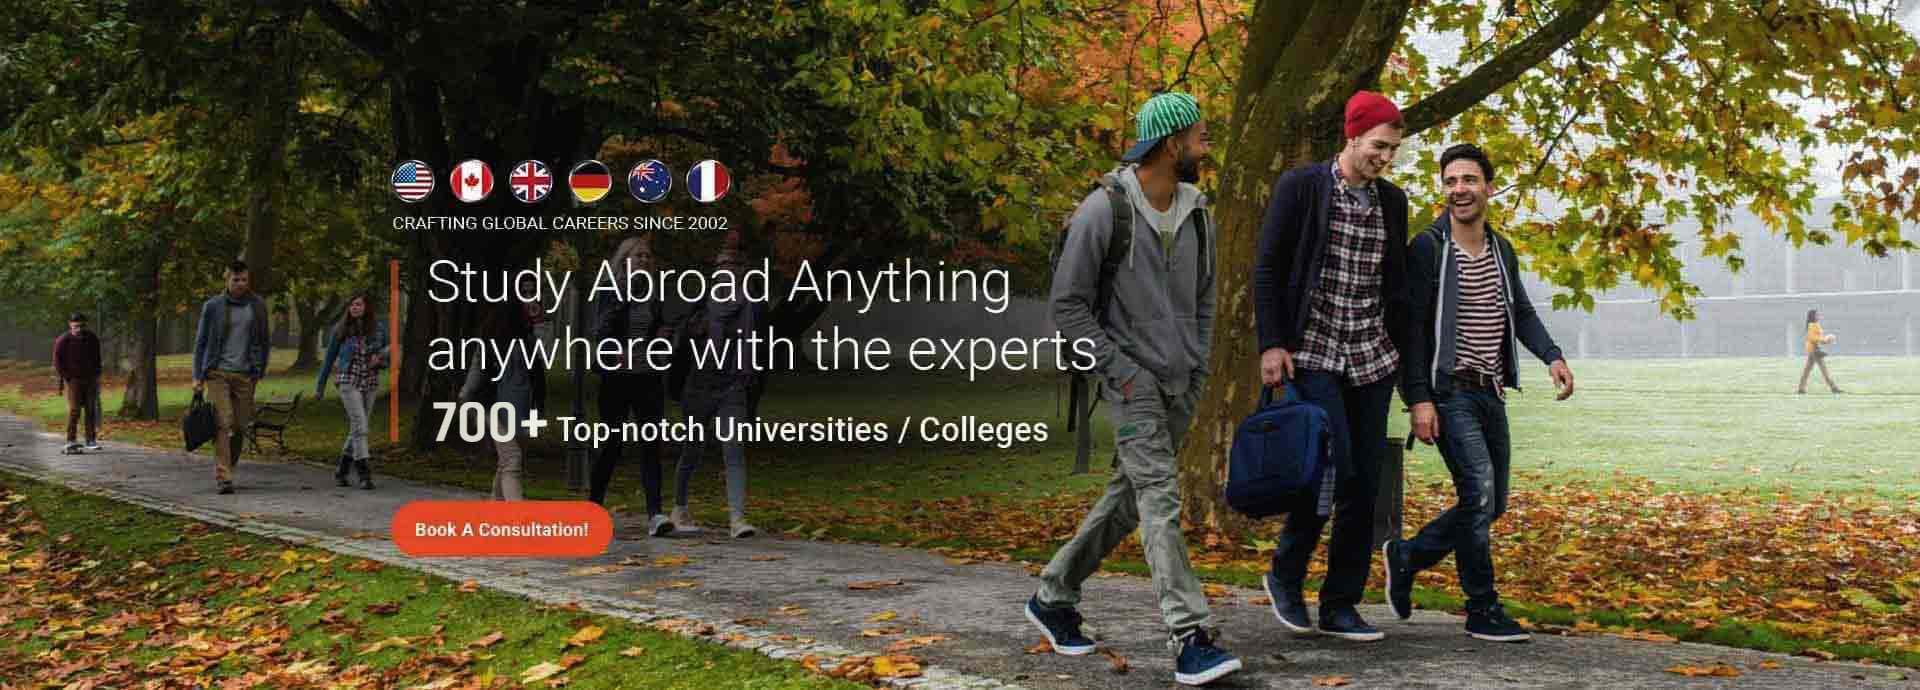 CRAFTING GLOBAL CAREERS SINCE 2002
Study Abroad Anything
anywhere with the experts
700+ Top-notch Universities / Colleges
Book A Consultation!